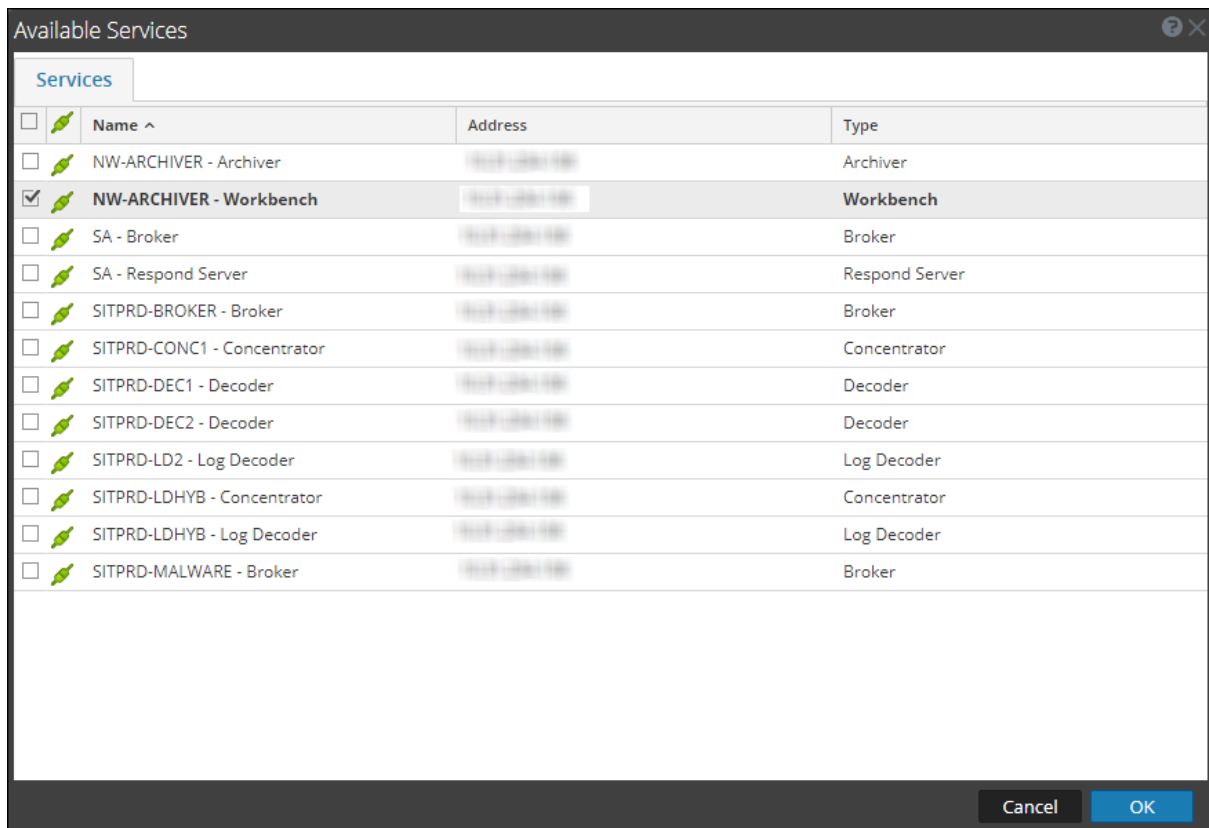 Available Services
Services
Name Address Type
NW-ARCHIVER - Archiver Archiver
NW-ARCHIVER - Workbench Workbench
SA - Broker Broker
SA - Respond Server Respond Server
SITPRD-BROKER - Broker Broker
SITPRD-CONC1 - Concentrator Concentrator
SITPRD-DEC1 - Decoder Decoder
SITPRD-DEC2 - Decoder Decoder
SITPRD-LD2 - Log Decoder Log Decoder
SITPRD-LDHYB - Concentrator Concentrator
SITPRD-LDHYB - Log Decoder Log Decoder
SITPRD-MALWARE - Broker Broker
Cancel OK